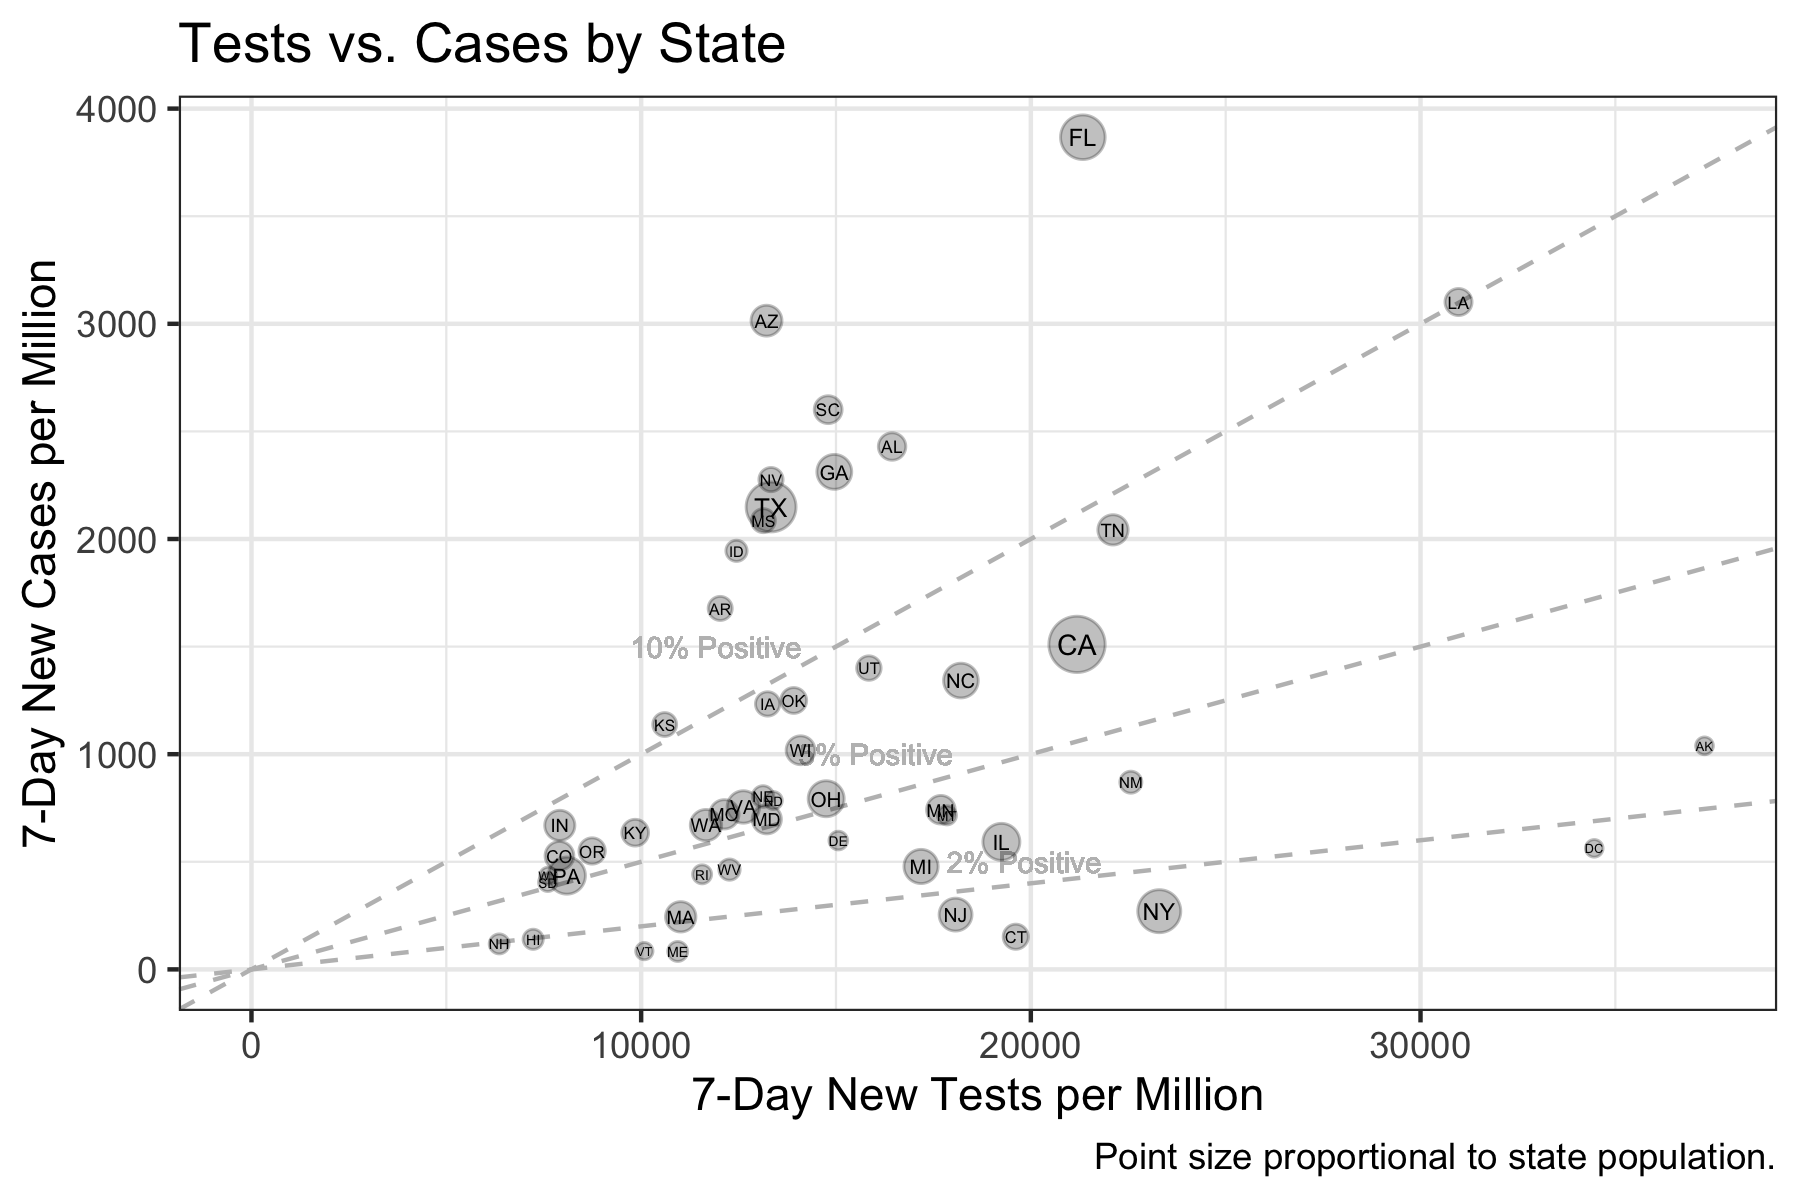 Tests vs. Cases by State
7-Day New Cases per Million
4000
3000
2000
1000
0
FL
LA
AZ
SC
AL
GA
NV
TX
MS
TN
ID
AR
10% Positive
CA
UT
NC
OK
IA
KS
WI
% Positive
AK
NM
NE
ND
OH
VA
MO
MD
MN
MT
IN
WA
KY
DE
IL
CO
OR
DC
MI
2% Positive
WV
RI
PA
SD
NY
MA
NJ
CT
HI
NH
VT
ME
0
10000
20000
30000
7-Day New Tests per Million
Point size proportional to state population.